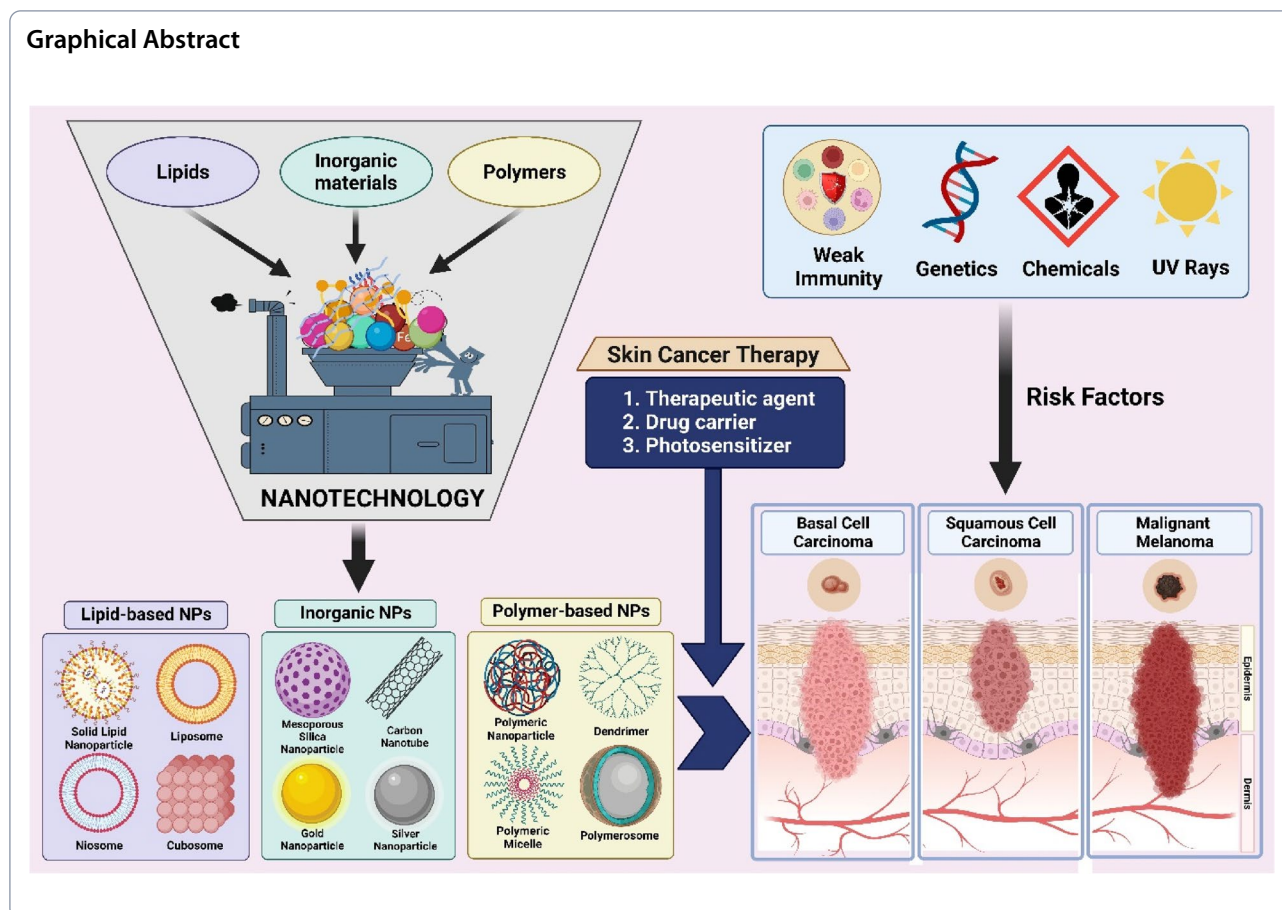 Graphical Abstract
Lipids
Inorganic
materials
Polymers
Fe
NANOTECHNOLOGY
Weak
Immunity
Genetics
Chemicals
UV Rays
Risk Factors
Skin Cancer Therapy
1. Therapeutic agent
2. Drug carrier
3. Photosensitizer
Lipid-based NPs
Solid Lipid
Nanoparticle
Liposome
Niosome
Cubosome
Inorganic NPs
Mesoporous
Silica
Nanoparticle
Carbon
Nanotube
Gold
Nanoparticle
Silver
Nanoparticle
Polymer-based NPs
Polymeric
Nanoparticle
Dendrimer
Polymeric
Micelle
Polymerosome
Basal Cell
Carcinoma
Squamous Cell
Carcinoma
Malignant
Melanoma
Epidermis
Dermis